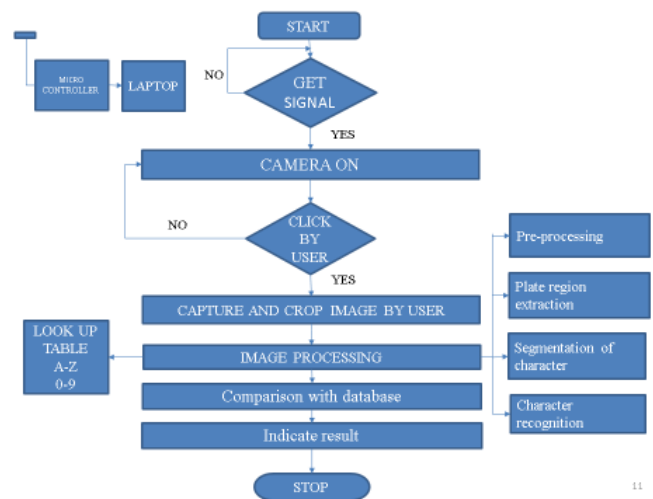 START
NO
GET
SIGNAL
MICRO
CONTROLLER
LAPTOP
YES
CAMERA ON
NO
CLICK
BY
USER
YES
Pre-processing
Plate region
extraction
CAPTURE AND CROP IMAGE BY USER
LOOK UP
TABLE
A-Z
0-9
IMAGE PROCESSING
Segmentation of
character
Comparison with database
Character
recognition
Indicate result
STOP
11